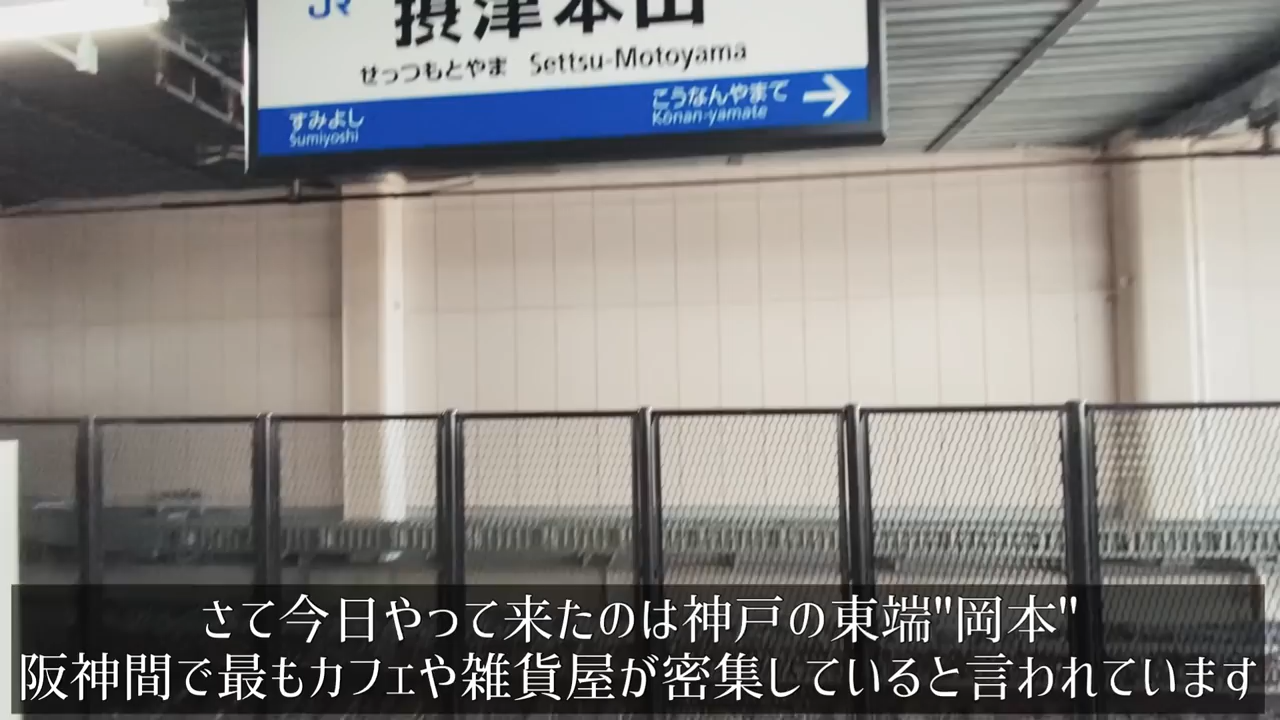 JR
摂津本山
せっつもとやま Settsu-Motoyama
すみよし
Sumiyoshi
こうなんやまて
Kōnan-yamate
さて今日やって来たのは神戸の東端"岡本"
阪神間で最もカフェや雑貨屋が密集していると言われています